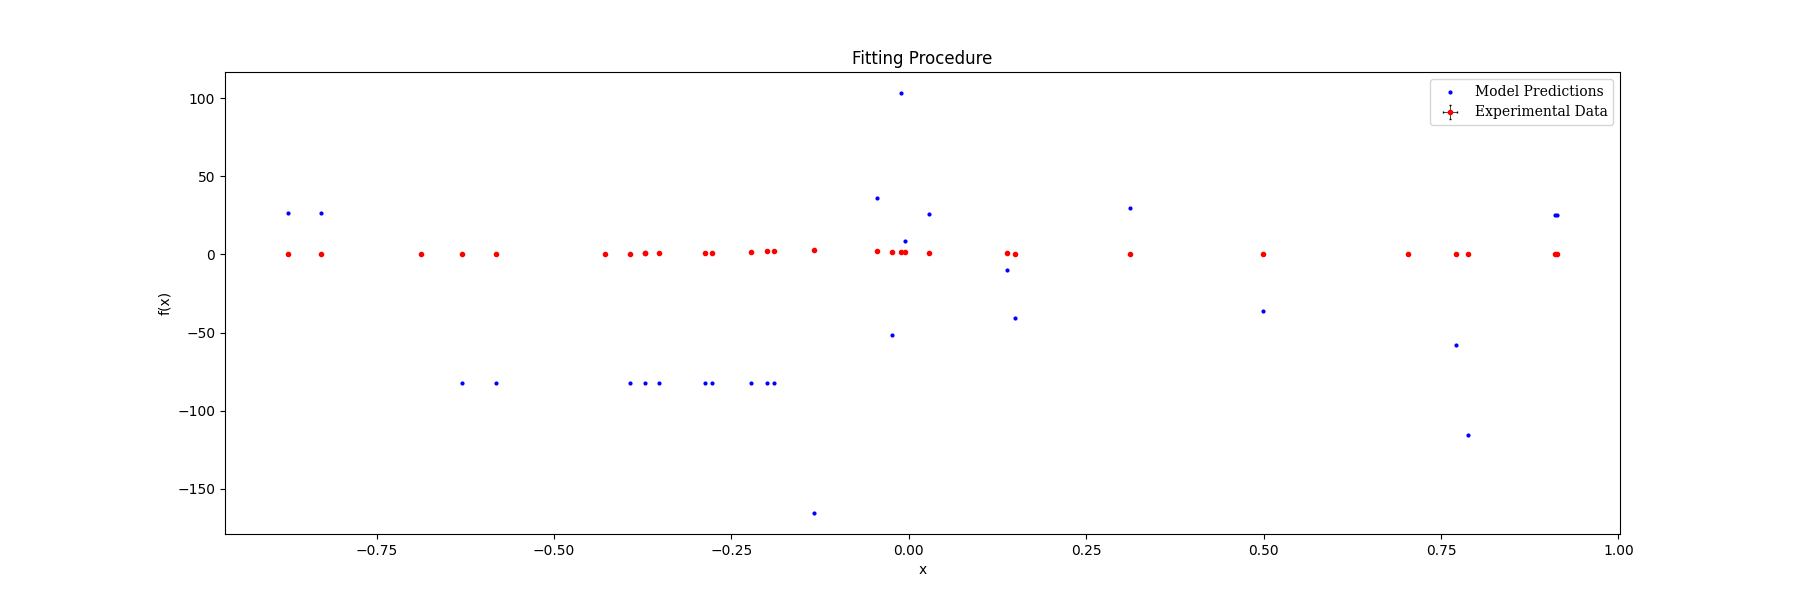 Fitting Procedure
Model Predictions
Experimental Data
100
50
0
−50
−100
−150
f(x)
−0.75
−0.50
−0.25
0.00
0.25
0.50
0.75
1.00
x